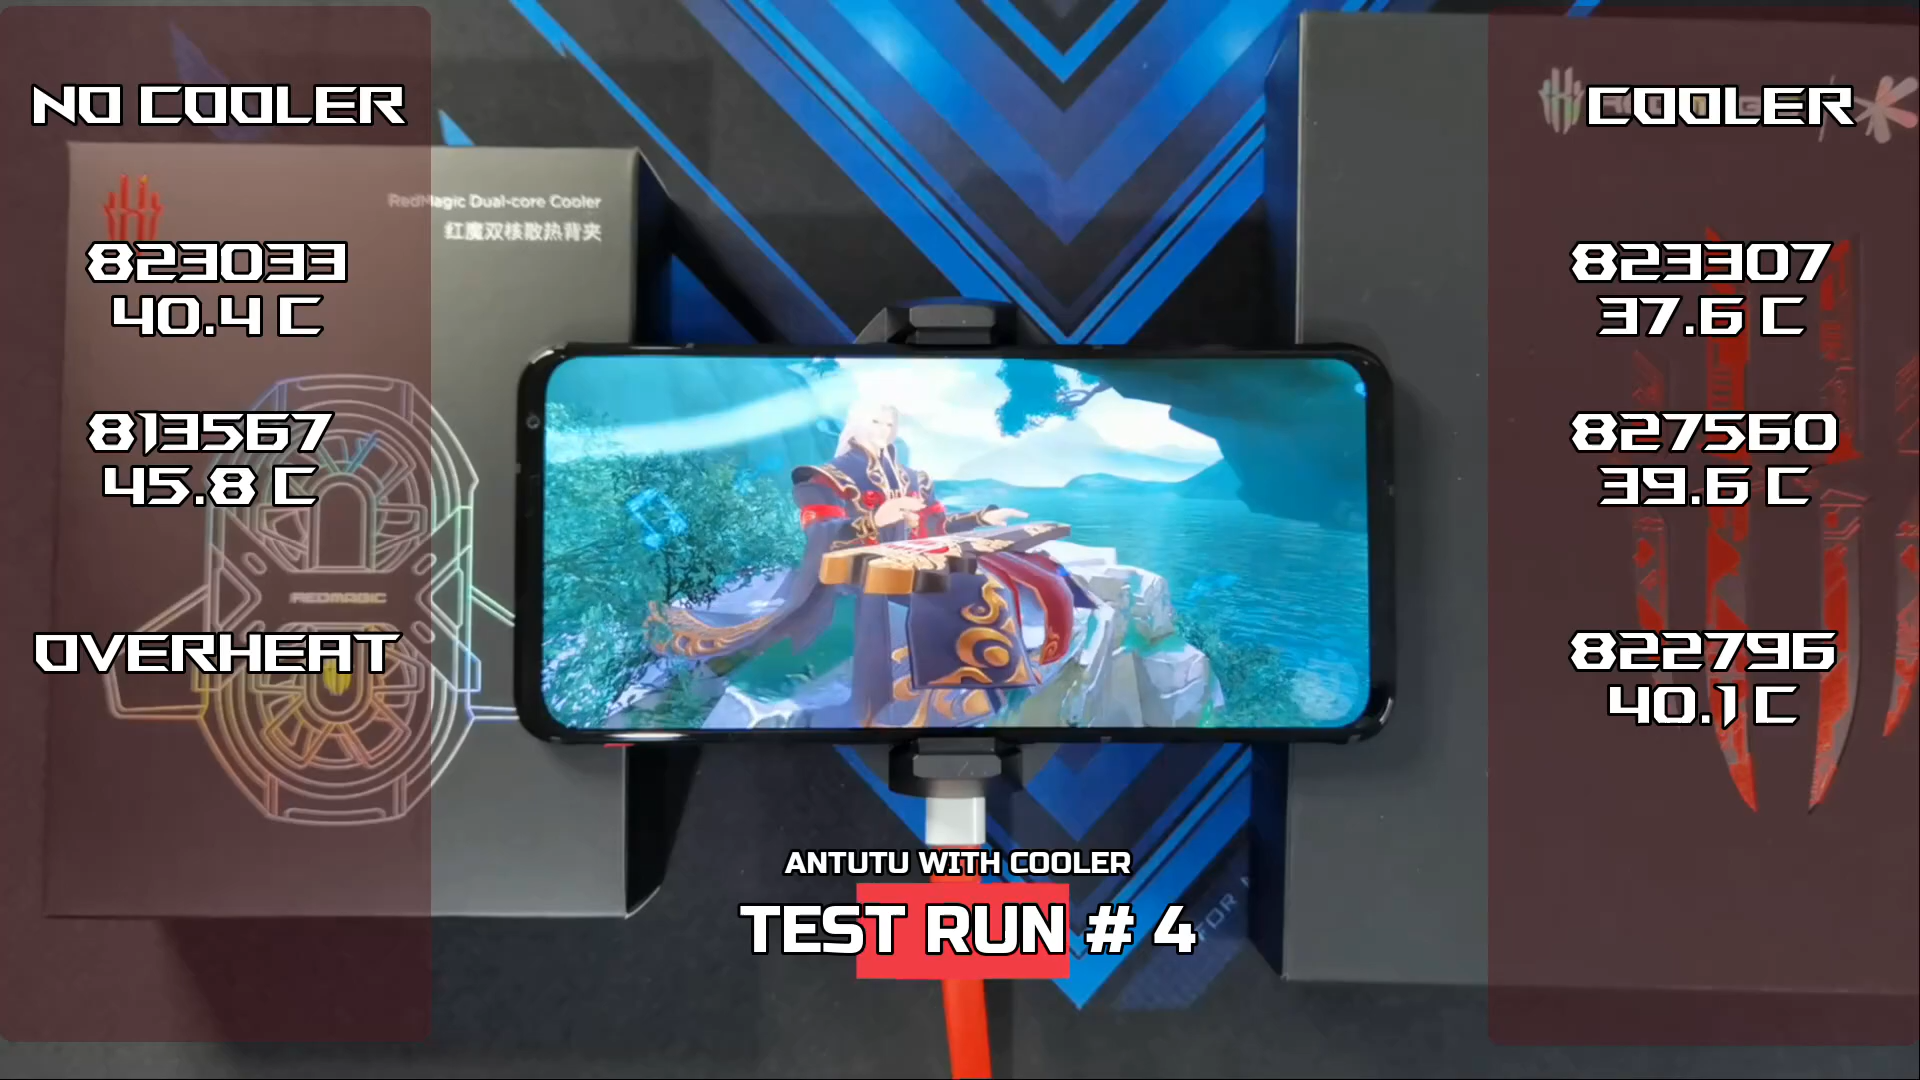 NO COOLER
823033
40.4 C
813567
45.8 C
OVERHEAT
RedMagic Dual-core Cooler
红魔双核散热背夹
REDMAGIC
COOLER
823307
37.6 C
827560
39.6 C
822796
40.1 C
ANTUTU WITH COOLER
TEST RUN # 4
FOR